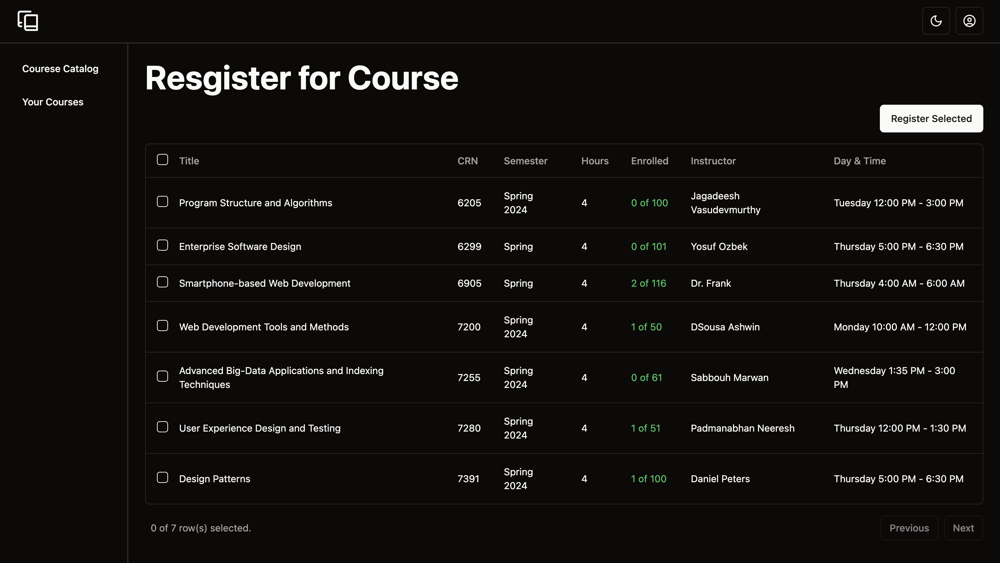 Courese Catalog
Your Courses
Resgister for Course
Register Selected
Title CRN Semester Hours Enrolled Instructor Day & Time
Program Structure and Algorithms 6205 Spring 2024 4 0 of 100 Jagadeesh Vasudevmurthy Tuesday 12:00 PM - 3:00 PM
Enterprise Software Design 6299 Spring 4 0 of 101 Yosuf Ozbek Thursday 5:00 PM - 6:30 PM
Smartphone-based Web Development 6905 Spring 4 2 of 116 Dr. Frank Thursday 4:00 AM - 6:00 AM
Web Development Tools and Methods 7200 Spring 2024 4 1 of 50 DSousa Ashwin Monday 10:00 AM - 12:00 PM
Advanced Big-Data Applications and Indexing Techniques 7255 Spring 2024 4 0 of 61 Sabbouh Marwan Wednesday 1:35 PM - 3:00 PM
User Experience Design and Testing 7280 Spring 2024 4 1 of 51 Padmanabhan Neeresh Thursday 12:00 PM - 1:30 PM
Design Patterns 7391 Spring 2024 4 1 of 100 Daniel Peters Thursday 5:00 PM - 6:30 PM
0 of 7 row(s) selected.
Previous Next